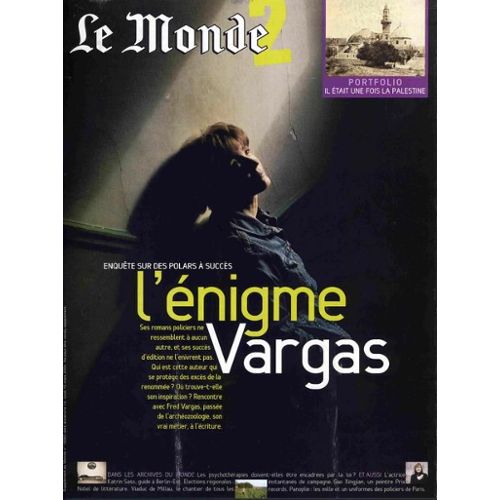 Le Monde 2
PORTFOLIO
IL ÉTAIT UNE FOIS LA PALESTINE
ENQUÊTE SUR DES POLARS À SUCCÈS
l'énigme
Vargas
Ses romans policiers ne
ressemblent à aucun
autre, et ses succès
d'édition ne l'enivrent pas.
Qui est cette auteur qui
se protège des excès de la
renommée ? Où trouve-t-elle
son inspiration ? Rencontre
avec Fred Vargas, passée
de l'archéozoologie, son
vrai métier, à l'écriture.
DANS LES ARCHIVES DU MONDE Les psychothérapies doivent-elles être encadrées par la loi ? ET AUSSI L'actrice
Katrin Sass, guide à Berlin-Est. Élections régionales : instantanés de campagne. Gao Xingjian, un peintre Prix
Nobel de littérature. Viaduc de Millau, le chantier de tous les records. Panoplie : les mille et un uniformes des policiers de Paris.